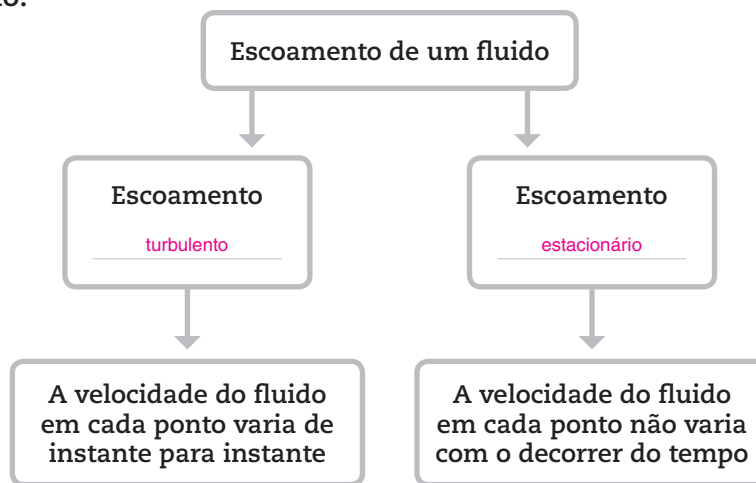 Escoamento de um fluido
Escoamento
turbulento
Escoamento
estacionário
A velocidade do fluido
em cada ponto varia de
instante para instante
A velocidade do fluido
em cada ponto não varia
com o decorrer do tempo